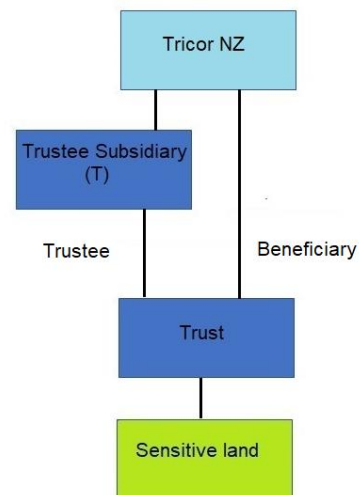 Tricor NZ
Trustee Subsidiary
(T)
Trustee
Beneficiary
Trust
Sensitive land